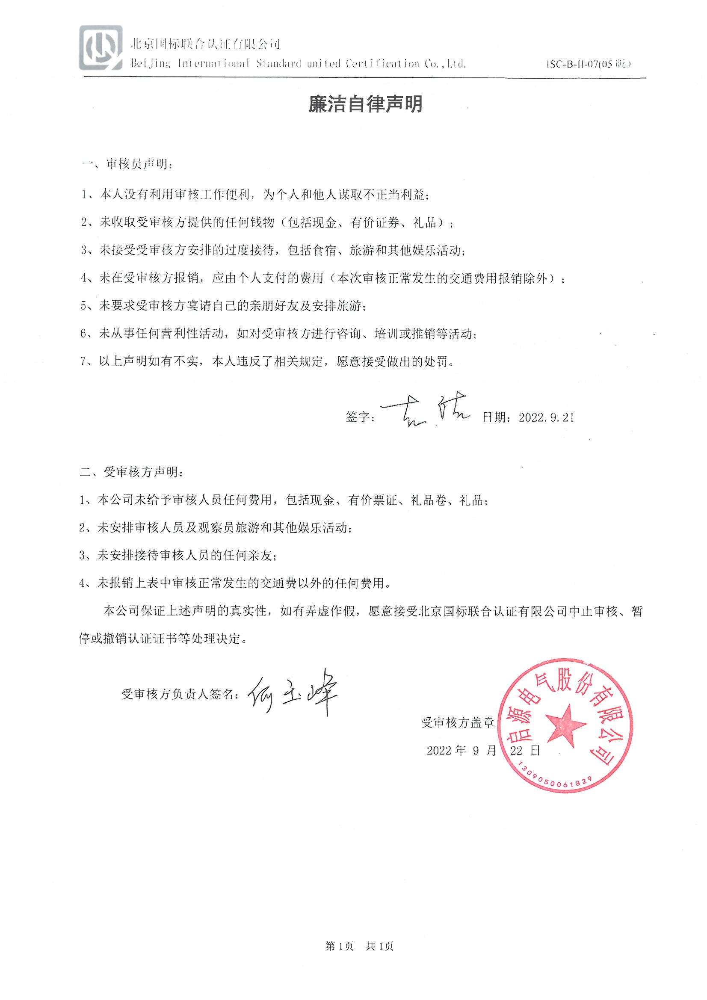 北京国标联合认证有限公司
Beijing International Standard united Certification Co.,Ltd.
ISC-B-II-07(05版)
廉洁自律声明
一、审核员声明：
1、本人没有利用审核工作便利，为个人和他人谋取不正当利益；
2、未收取受审核方提供的任何钱物（包括现金、有价证券、礼品）；
3、未接受受审核方安排的过度接待，包括食宿、旅游和其他娱乐活动；
4、未在受审核方报销，应由个人支付的费用（本次审核正常发生的交通费用报销除外）；
5、未要求受审核方宴请自己的亲朋好友及安排旅游；
6、未从事任何营利性活动，如对受审核方进行咨询、培训或推销等活动；
7、以上声明如有不实，本人违反了相关规定，愿意接受做出的处罚。
签字： 日期：2022.9.21
二、受审核方声明：
1、本公司未给予审核人员任何费用，包括现金、有价票证、礼品卷、礼品；
2、未安排审核人员及观察员旅游和其他娱乐活动；
3、未安排接待审核人员的任何亲友；
4、未报销上表中审核正常发生的交通费以外的任何费用。
本公司保证上述声明的真实性，如有弄虚作假，愿意接受北京国标联合认证有限公司中止审核、暂
停或撤销认证证书等处理决定。
受审核方负责人签名：何玉峰
受审核方盖章
2022年 9 月 22 日
启源电气股份有限公司
1309050061829
第1页 共1页